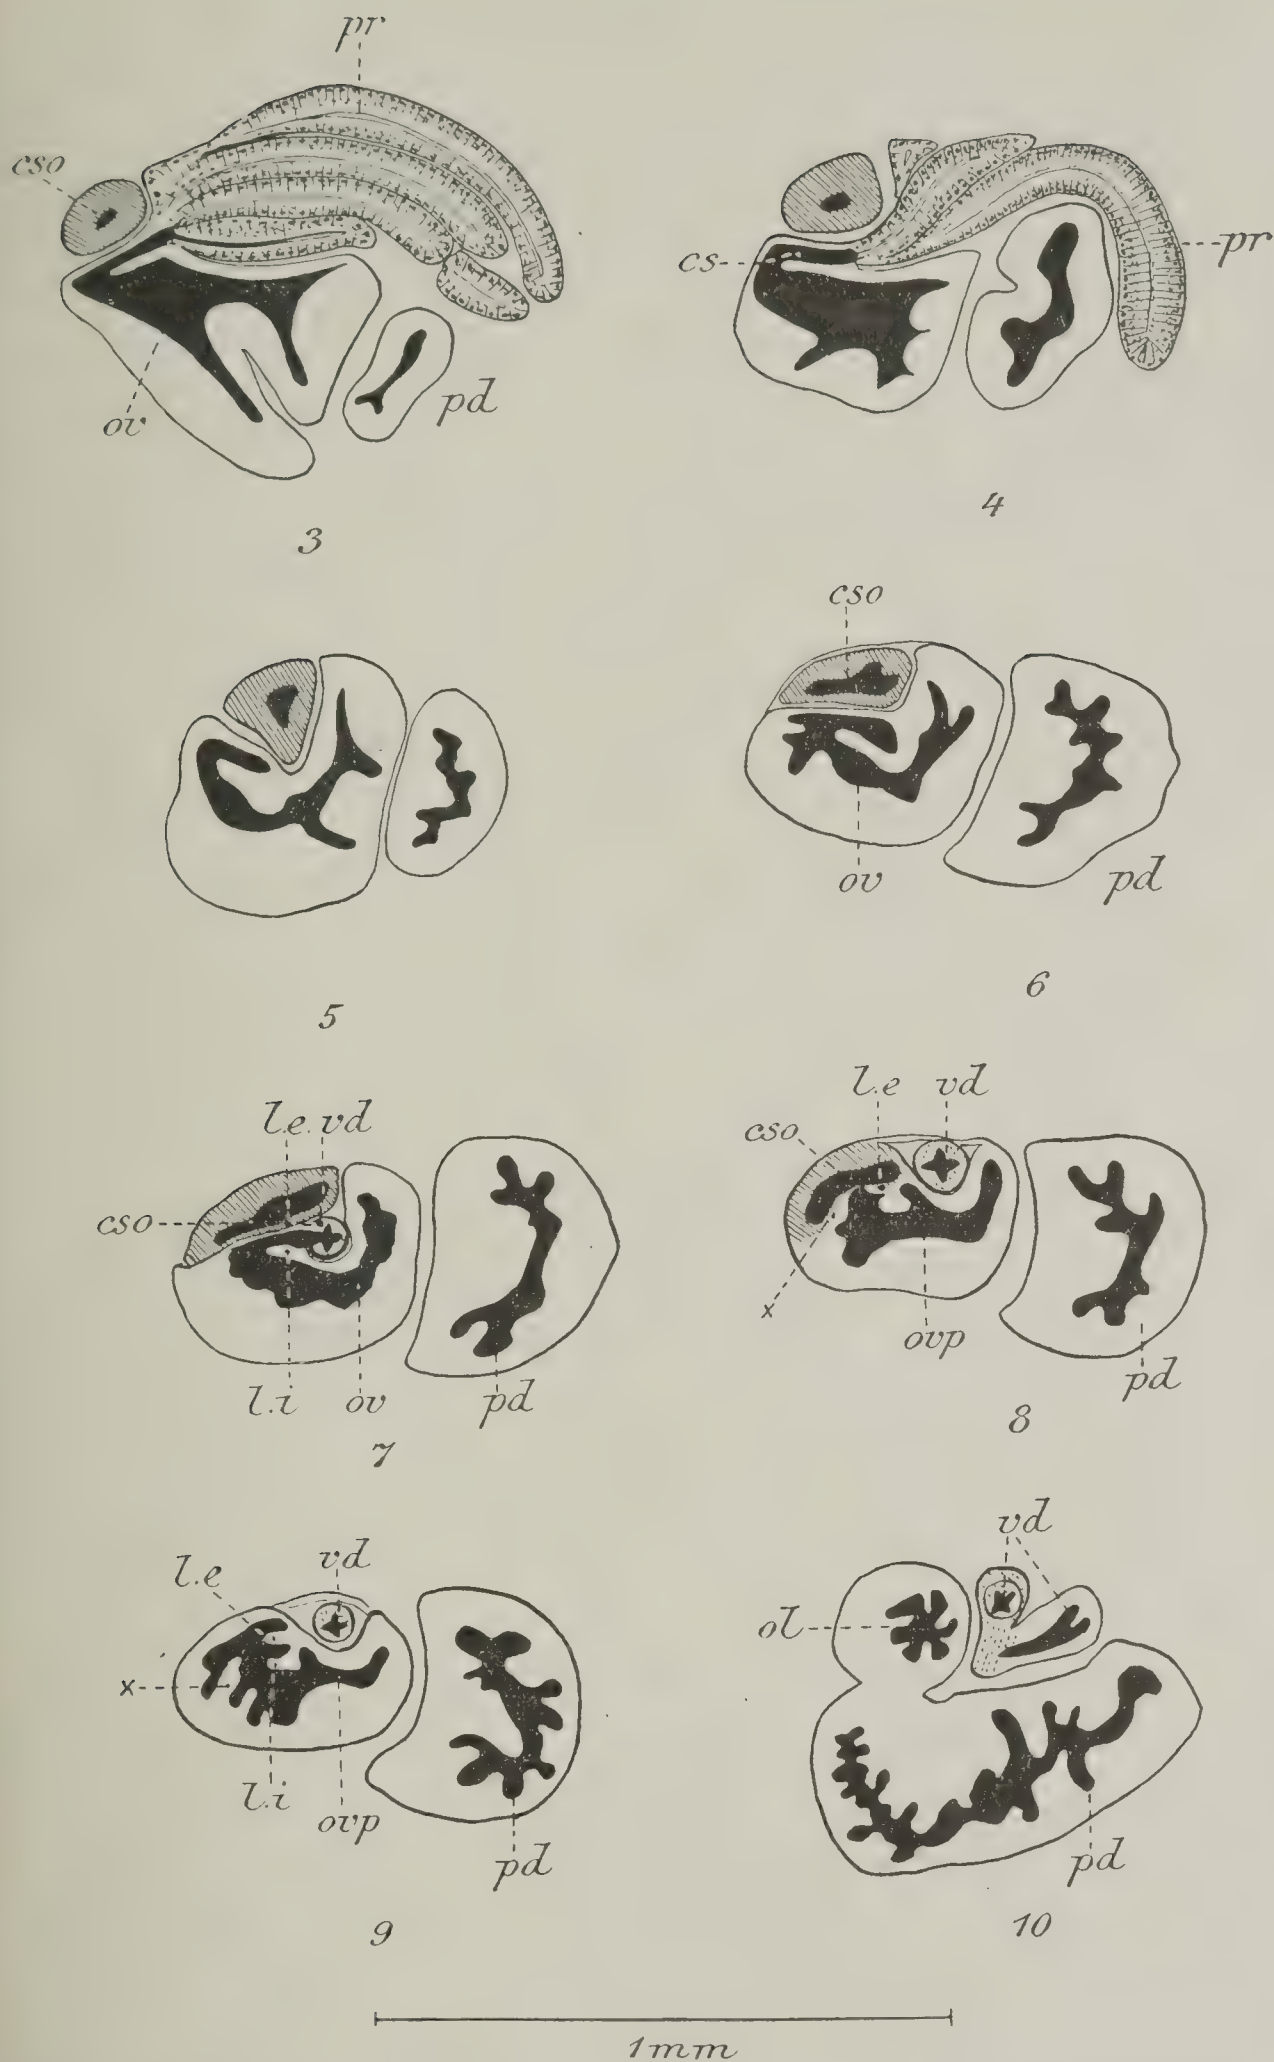 pr
cso
ov
pd
3
cs
pr
4
5
cso
ov
pd
6
l.e. vd
cso
l.i ov pd
7
l.e vd
cso
x
ovp
pd
8
l.e vd
x
l.i ovp
pd
9
vd
ol
pd
10
1mm